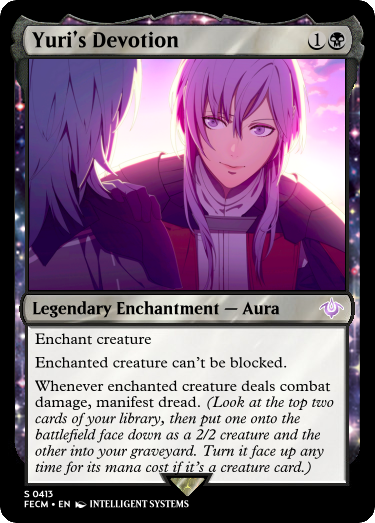 Yuri's Devotion 1
Legendary Enchantment — Aura
Enchant creature
Enchanted creature can't be blocked.
Whenever enchanted creature deals combat
damage, manifest dread. (Look at the top two
cards of your library, then put one onto the
battlefield face down as a 2/2 creature and the
other into your graveyard. Turn it face up any
time for its mana cost if it's a creature card.)
S 0413
FECM • EN INTELLIGENT SYSTEMS